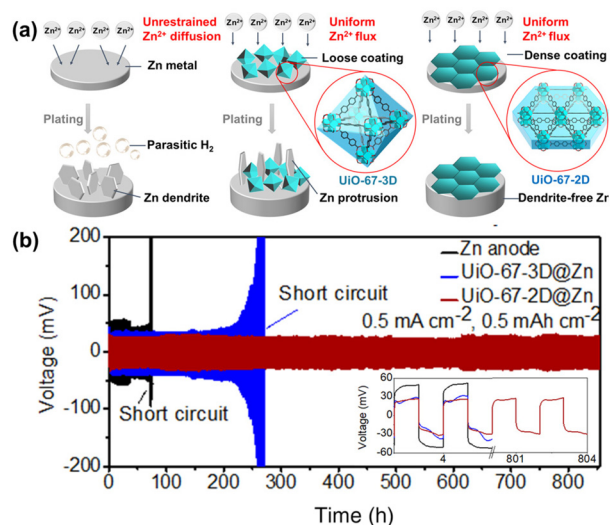 (a)
Zn²⁺ Zn²⁺ Zn²⁺ Zn²⁺
Unrestrained
Zn²⁺ diffusion
Zn metal
Plating
Parasitic H₂
Zn dendrite
Zn²⁺ Zn²⁺ Zn²⁺ Zn²⁺
Uniform
Zn²⁺ flux
Loose coating
Plating
UiO-67-3D
Zn protrusion
Zn²⁺ Zn²⁺ Zn²⁺ Zn²⁺
Uniform
Zn²⁺ flux
Dense coating
Plating
UiO-67-2D
Dendrite-free Zn
(b)
Voltage (mV)
200
100
0
-100
-200
Zn anode
UiO-67-3D@Zn
UiO-67-2D@Zn
0.5 mA cm⁻², 0.5 mAh cm⁻²
Short circuit
Short circuit
Voltage (mV)
60
30
0
-30
-60
4 801 804
0 100 200 300 400 500 600 700 800
Time (h)